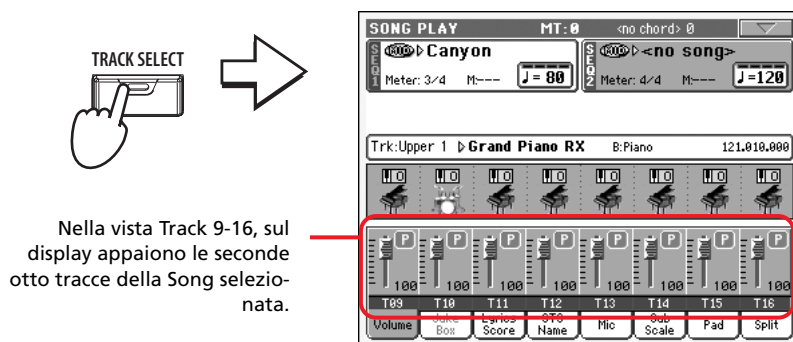 TRACK SELECT
Nella vista Track 9-16, sul
display appaiono le seconde
otto tracce della Song selezio-
nata.
SONG PLAY MT:0 <no chord> 0
SEQ1 Canyon
Meter: 3/4 M:--- ♩= 80
SEQ2 <no song>
Meter: 4/4 M:--- ♩=120
Trk:Upper 1 Grand Piano RX B:Piano 121.010.000
P P P P P P P P
100 100 100 100 100 100 100 100
T09 T10 T11 T12 T13 T14 T15 T16
Volume Juke Box Lyrics Score STS Name Mic Sub Scale Pad Split